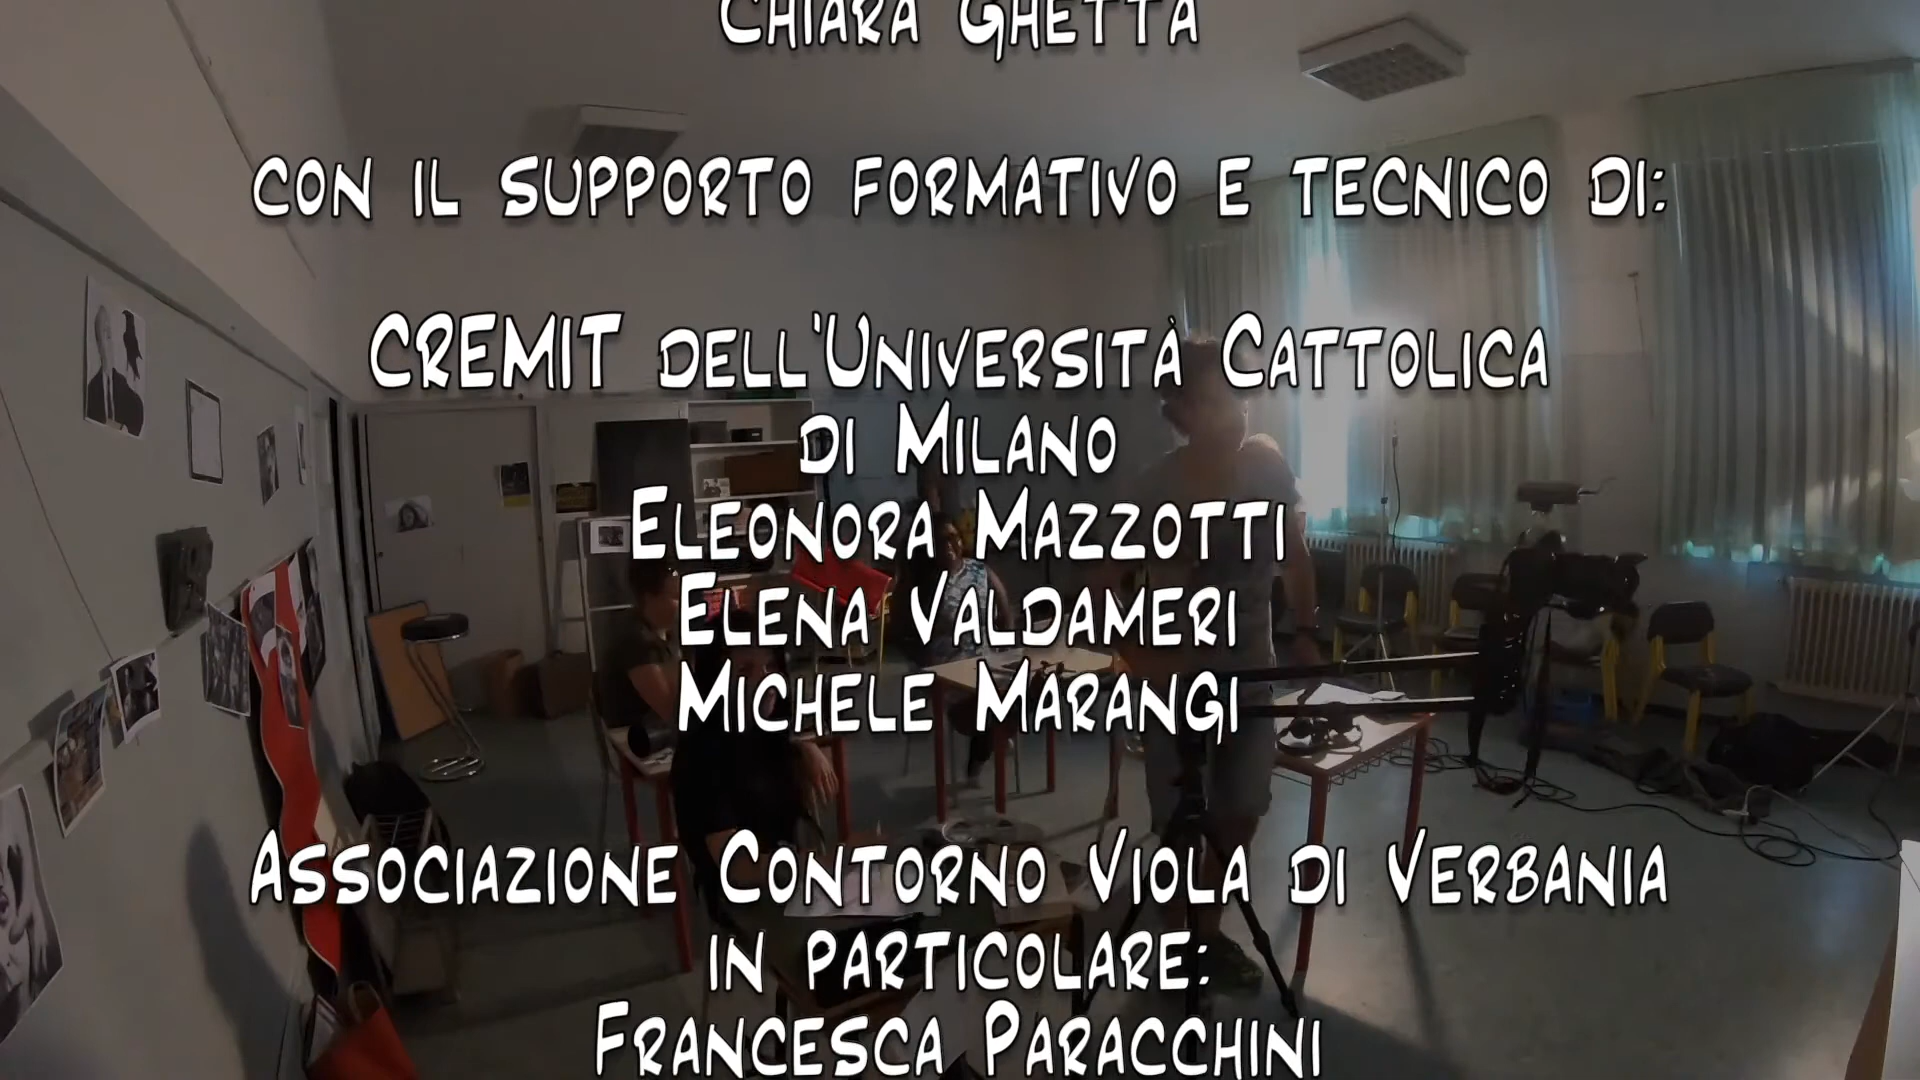 Chiara Ghetta
con il supporto formativo e tecnico di:
CREMIT dell'Università Cattolica
di Milano
Eleonora Mazzotti
Elena Valdameri
Michele Marangi
Associazione Contorno Viola di Verbania
in particolare:
Francesca Paracchini